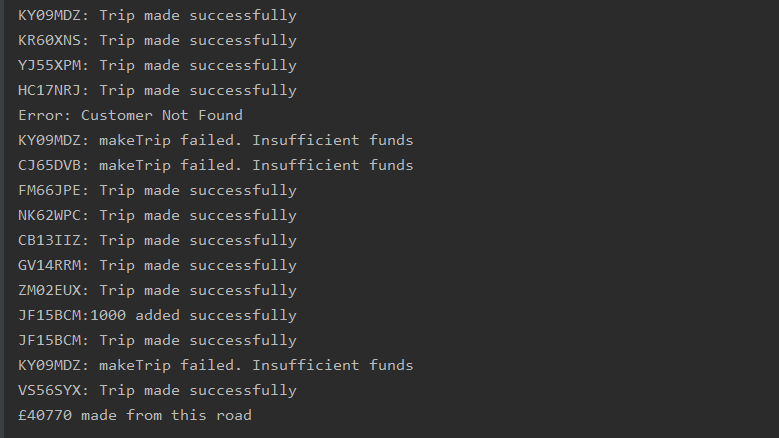 KY09MDZ: Trip made successfully
KR60XNS: Trip made successfully
YJ55XPM: Trip made successfully
HC17NRJ: Trip made successfully
Error: Customer Not Found
KY09MDZ: makeTrip failed. Insufficient funds
CJ65DVB: makeTrip failed. Insufficient funds
FM66JPE: Trip made successfully
NK62WPC: Trip made successfully
CB13IIZ: Trip made successfully
GV14RRM: Trip made successfully
ZM02EUX: Trip made successfully
JF15BCM:1000 added successfully
JF15BCM: Trip made successfully
KY09MDZ: makeTrip failed. Insufficient funds
VS56SYX: Trip made successfully
£40770 made from this road